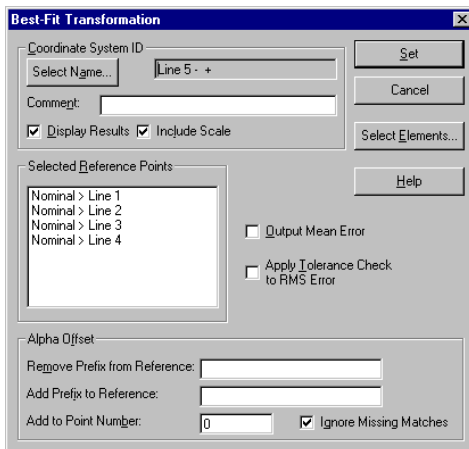 Best-Fit Transformation
Coordinate System ID
Select Name...
Line 5 - +
Comment:
Display Results
Include Scale
Set
Cancel
Select Elements...
Help
Selected Reference Points
Nominal > Line 1
Nominal > Line 2
Nominal > Line 3
Nominal > Line 4
Output Mean Error
Apply Tolerance Check
to RMS Error
Alpha Offset
Remove Prefix from Reference:
Add Prefix to Reference:
Add to Point Number:
0
Ignore Missing Matches